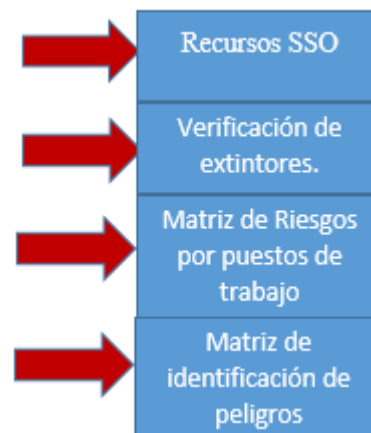 Recursos SSO
Verificación de
extintores.
Matriz de Riesgos
por puestos de
trabajo
Matriz de
identificación de
peligros